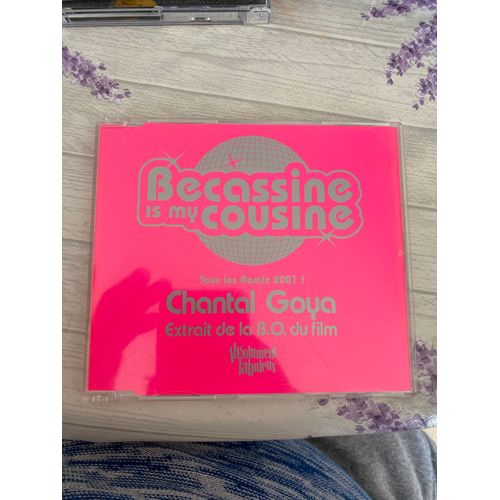 Becassine
is my cousine
Tous les Remix 2001 !
Chantal Goya
Extrait de la B.O. du film
Absolument
fabuleux